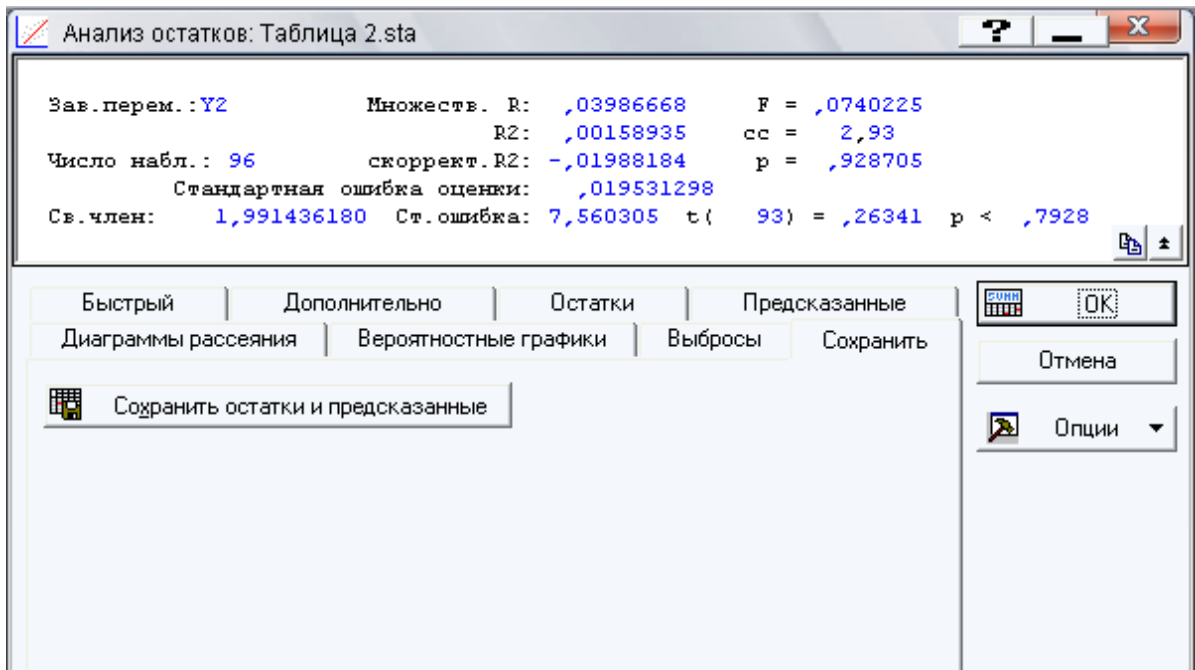 Анализ остатков: Таблица 2.sta
Зав.перем.:Y2 Множеств. R: ,03986668 F = ,0740225
R2: ,00158935 cc = 2,93
Число набл.: 96 скоррект.R2: -,01988184 p = ,928705
Стандартная ошибка оценки: ,019531298
Св.член: 1,991436180 Ст.ошибка: 7,560305 t( 93) = ,26341 p < ,7928
Быстрый Дополнительно Остатки Предсказанные
Диаграммы рассеяния Вероятностные графики Выбросы Сохранить
Сохранить остатки и предсказанные
SUMM OK
Отмена
Опции